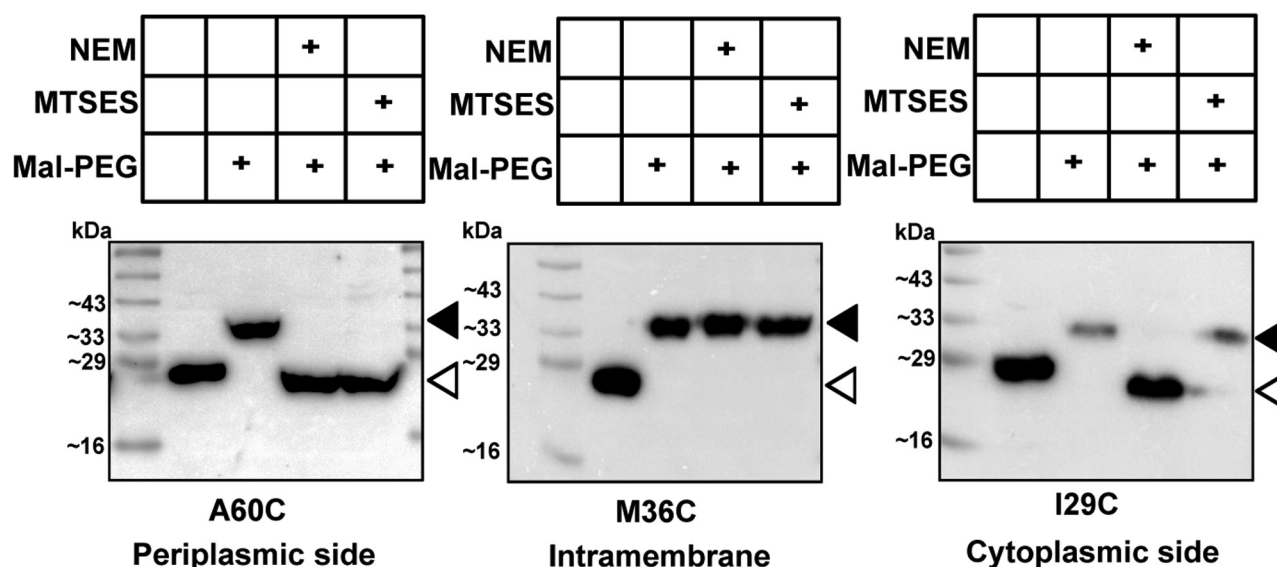 NEM +
MTSES +
Mal-PEG + + +
kDa
~43
~33
~29
~16
A60C
Periplasmic side
NEM +
MTSES +
Mal-PEG + + +
kDa
~43
~33
~29
~16
M36C
Intramembrane
NEM +
MTSES +
Mal-PEG + + +
kDa
~43
~33
~29
~16
I29C
Cytoplasmic side